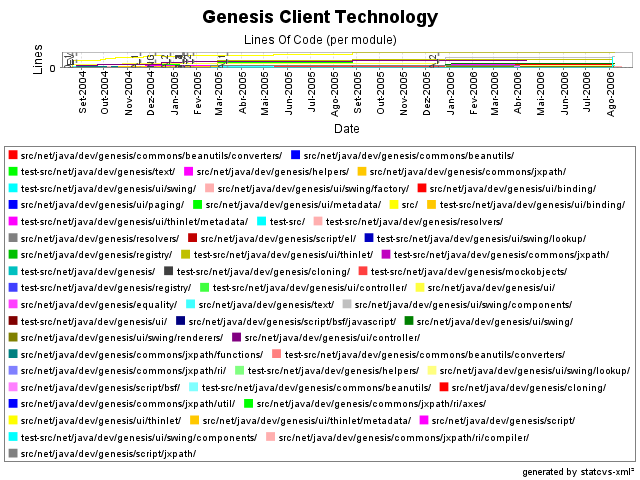 Genesis Client Technology
Lines Of Code (per module)
Lines
0
Set-2004 Out-2004 Nov-2004 Dez-2004 Jan-2005 Fev-2005 Mar-2005 Abr-2005 Mai-2005 Jun-2005 Jul-2005 Ago-2005 Set-2005 Out-2005 Nov-2005 Dez-2005 Jan-2006 Fev-2006 Mar-2006 Abr-2006 Mai-2006 Jun-2006 Jul-2006 Ago-2006
Date
src/net/java/dev/genesis/commons/beanutils/converters/ src/net/java/dev/genesis/commons/beanutils/
test-src/net/java/dev/genesis/text/ src/net/java/dev/genesis/helpers/ src/net/java/dev/genesis/commons/jxpath/
test-src/net/java/dev/genesis/ui/swing/ src/net/java/dev/genesis/ui/swing/factory/ src/net/java/dev/genesis/ui/binding/
src/net/java/dev/genesis/ui/paging/ src/net/java/dev/genesis/ui/metadata/ src/ test-src/net/java/dev/genesis/ui/binding/
test-src/net/java/dev/genesis/ui/thinlet/metadata/ test-src/ test-src/net/java/dev/genesis/resolvers/
src/net/java/dev/genesis/resolvers/ src/net/java/dev/genesis/script/el/ test-src/net/java/dev/genesis/ui/swing/lookup/
src/net/java/dev/genesis/registry/ test-src/net/java/dev/genesis/ui/thinlet/ test-src/net/java/dev/genesis/commons/jxpath/
test-src/net/java/dev/genesis/ test-src/net/java/dev/genesis/cloning/ test-src/net/java/dev/genesis/mockobjects/
test-src/net/java/dev/genesis/registry/ test-src/net/java/dev/genesis/ui/controller/ src/net/java/dev/genesis/ui/
src/net/java/dev/genesis/equality/ src/net/java/dev/genesis/text/ src/net/java/dev/genesis/ui/swing/components/
test-src/net/java/dev/genesis/ui/ src/net/java/dev/genesis/script/bsf/javascript/ src/net/java/dev/genesis/ui/swing/
src/net/java/dev/genesis/ui/swing/renderers/ src/net/java/dev/genesis/ui/controller/
src/net/java/dev/genesis/commons/jxpath/functions/ test-src/net/java/dev/genesis/commons/beanutils/converters/
src/net/java/dev/genesis/commons/jxpath/ri/ test-src/net/java/dev/genesis/helpers/ src/net/java/dev/genesis/ui/swing/lookup/
src/net/java/dev/genesis/script/bsf/ test-src/net/java/dev/genesis/commons/beanutils/ src/net/java/dev/genesis/cloning/
src/net/java/dev/genesis/commons/jxpath/util/ src/net/java/dev/genesis/commons/jxpath/ri/axes/
src/net/java/dev/genesis/ui/thinlet/ src/net/java/dev/genesis/ui/thinlet/metadata/ src/net/java/dev/genesis/script/
test-src/net/java/dev/genesis/ui/swing/components/ src/net/java/dev/genesis/commons/jxpath/ri/compiler/
src/net/java/dev/genesis/script/jxpath/
generated by statcvs-xml²